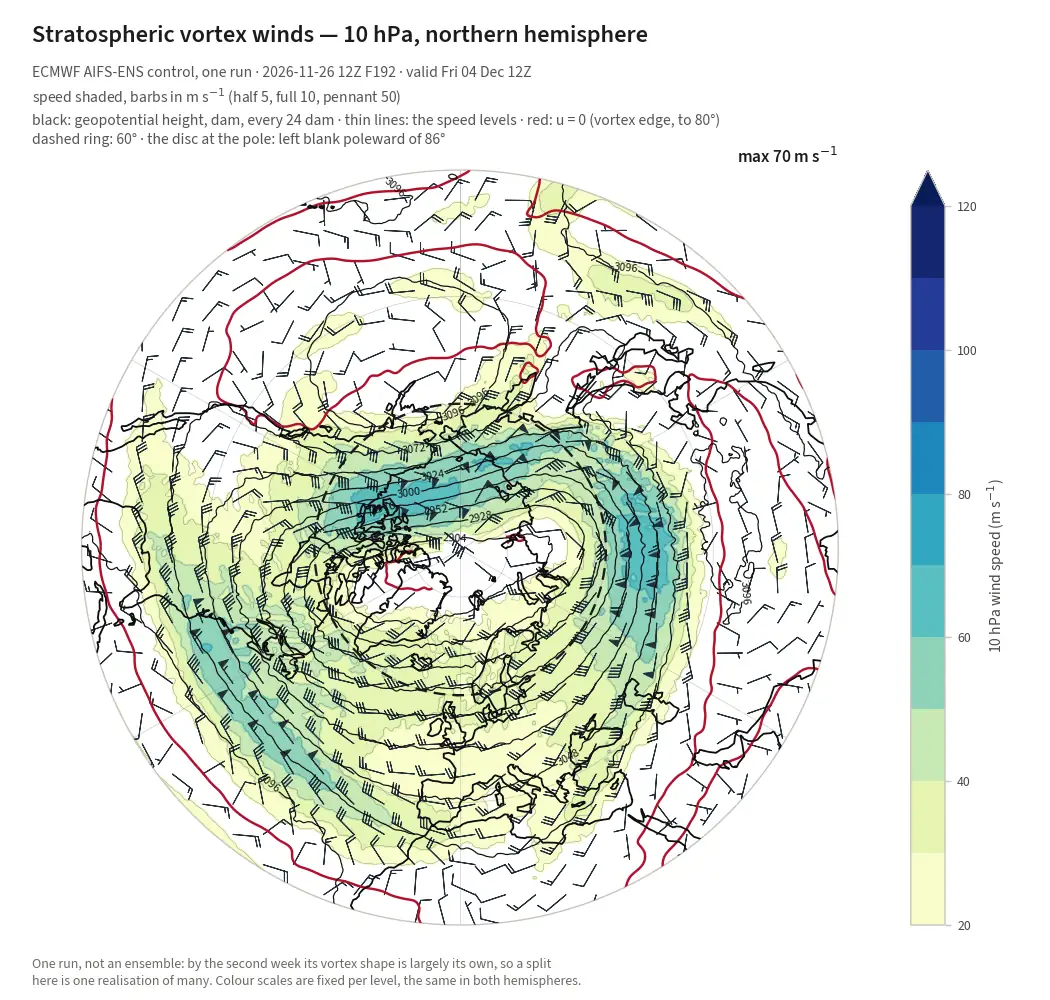 Stratospheric vortex winds — 10 hPa, northern hemisphere
ECMWF AIFS-ENS control, one run · 2026-11-26 12Z F192 · valid Fri 04 Dec 12Z
speed shaded, barbs in m s⁻¹ (half 5, full 10, pennant 50)
black: geopotential height, dam, every 24 dam · thin lines: the speed levels · red: u = 0 (vortex edge, to 80°)
dashed ring: 60° · the disc at the pole: left blank poleward of 86°
max 70 m s⁻¹
120
100
80
60
40
20
10 hPa wind speed (m s⁻¹)
3096
3096
3096
3096
3072
3024
3000
2952
2928
2904
3096
3048
3096
One run, not an ensemble: by the second week its vortex shape is largely its own, so a split
here is one realisation of many. Colour scales are fixed per level, the same in both hemispheres.